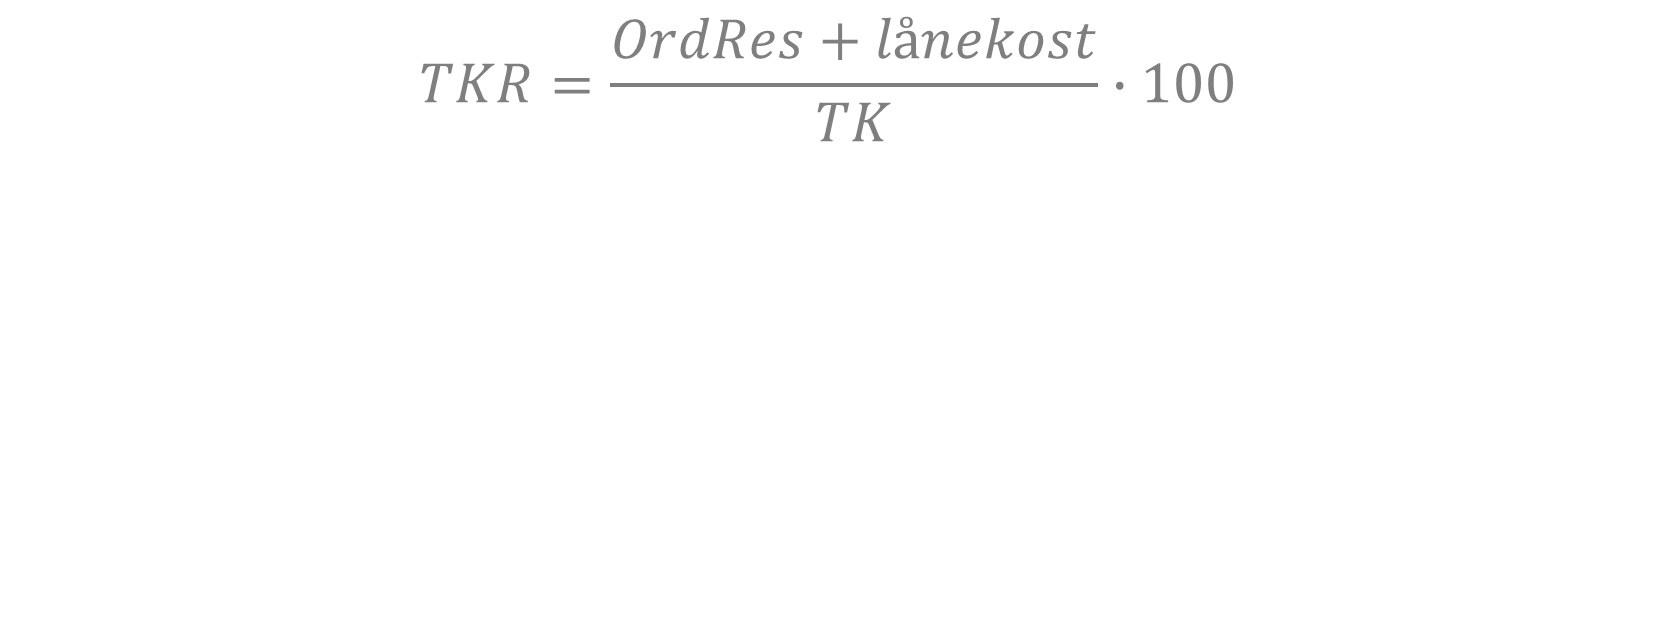 TKR = (OrdRes + lånekost) / TK · 100